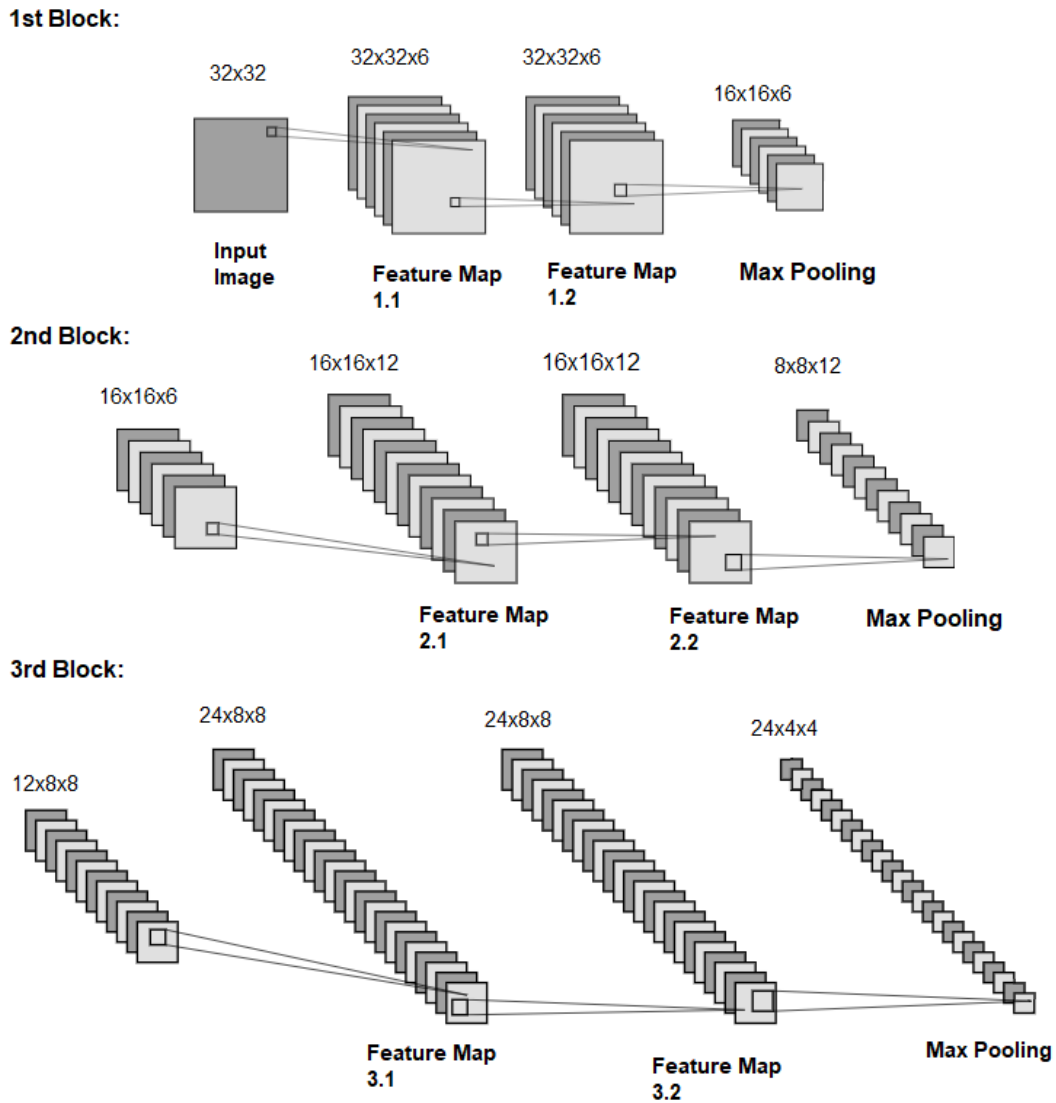 1st Block:
32x32
32x32x6
32x32x6
16x16x6
Input
Image
Feature Map
1.1
Feature Map
1.2
Max Pooling
2nd Block:
16x16x6
16x16x12
16x16x12
8x8x12
Feature Map
2.1
Feature Map
2.2
Max Pooling
3rd Block:
12x8x8
24x8x8
24x8x8
24x4x4
Feature Map
3.1
Feature Map
3.2
Max Pooling